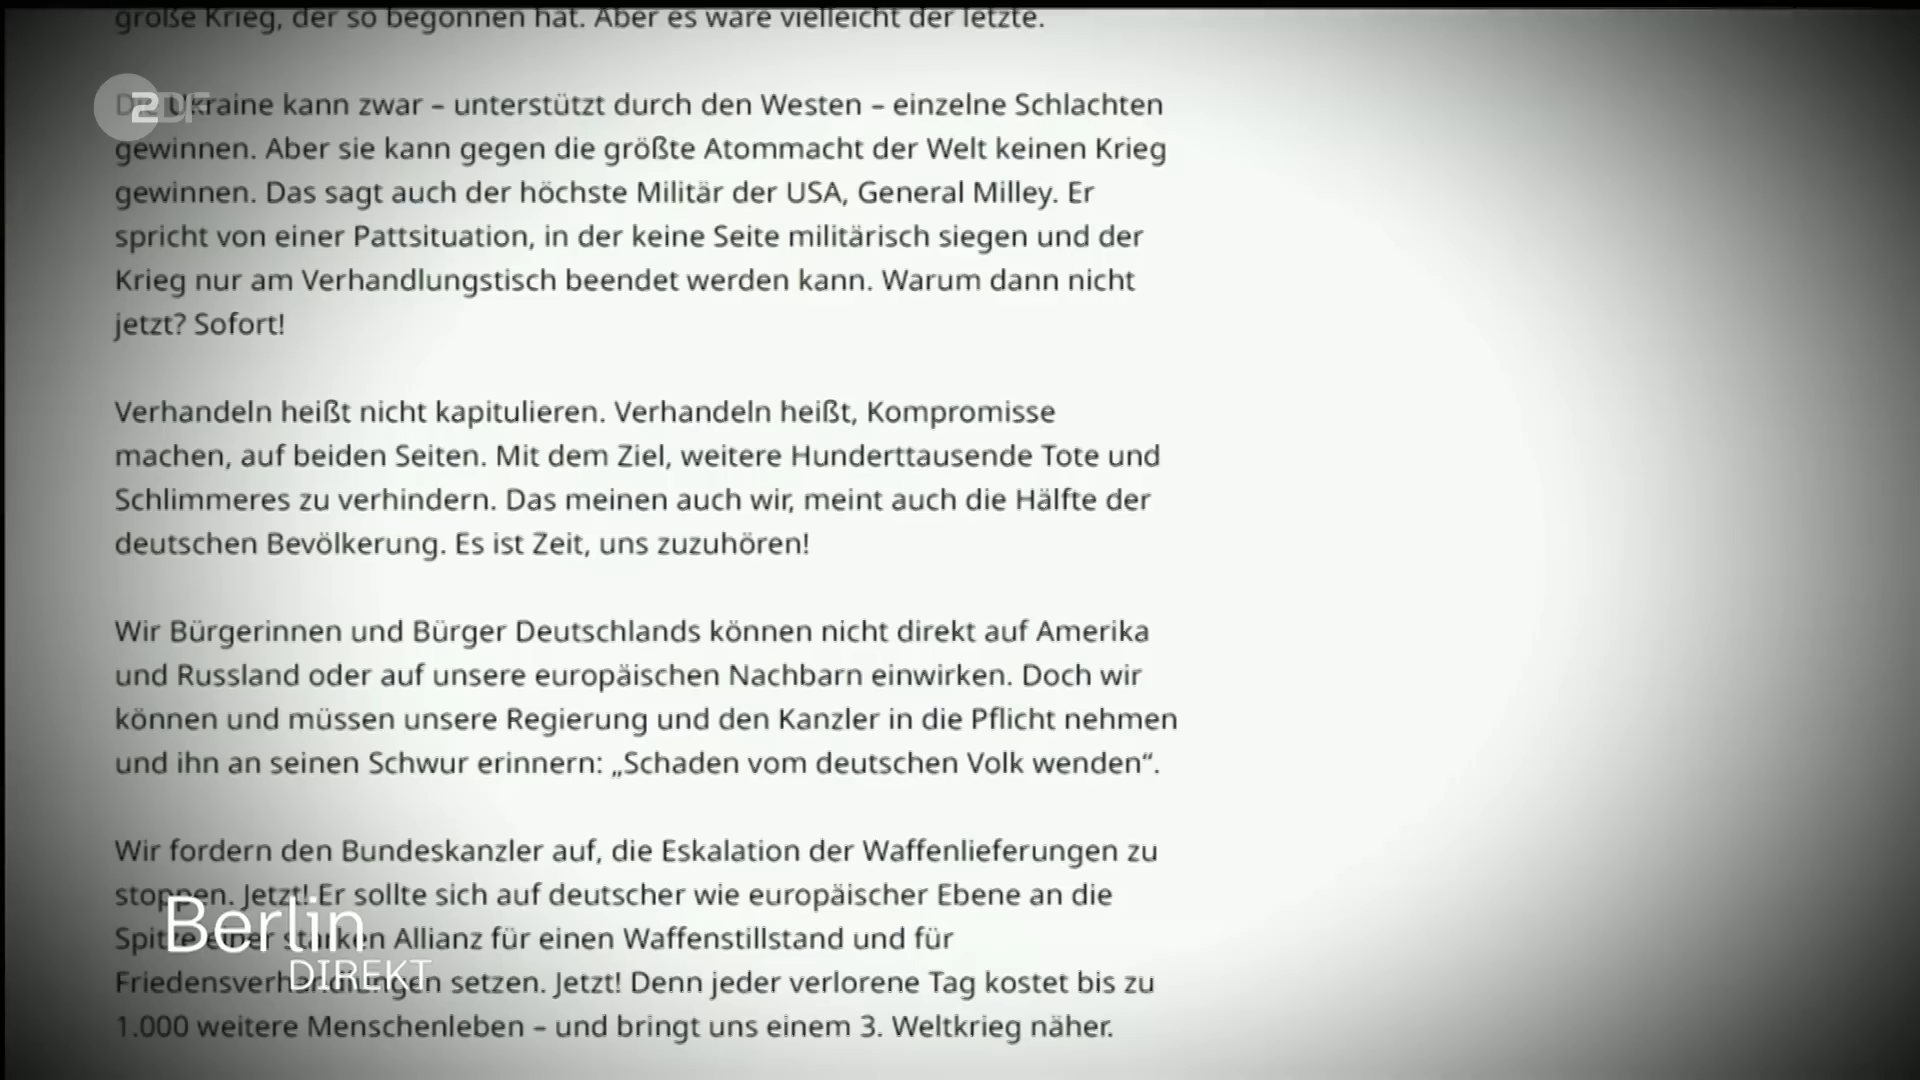 große Krieg, der so begonnen hat. Aber es wäre vielleicht der letzte.
ZDF
Die Ukraine kann zwar – unterstützt durch den Westen – einzelne Schlachten
gewinnen. Aber sie kann gegen die größte Atommacht der Welt keinen Krieg
gewinnen. Das sagt auch der höchste Militär der USA, General Milley. Er
spricht von einer Pattsituation, in der keine Seite militärisch siegen und der
Krieg nur am Verhandlungstisch beendet werden kann. Warum dann nicht
jetzt? Sofort!
Verhandeln heißt nicht kapitulieren. Verhandeln heißt, Kompromisse
machen, auf beiden Seiten. Mit dem Ziel, weitere Hunderttausende Tote und
Schlimmeres zu verhindern. Das meinen auch wir, meint auch die Hälfte der
deutschen Bevölkerung. Es ist Zeit, uns zuzuhören!
Wir Bürgerinnen und Bürger Deutschlands können nicht direkt auf Amerika
und Russland oder auf unsere europäischen Nachbarn einwirken. Doch wir
können und müssen unsere Regierung und den Kanzler in die Pflicht nehmen
und ihn an seinen Schwur erinnern: „Schaden vom deutschen Volk wenden“.
Wir fordern den Bundeskanzler auf, die Eskalation der Waffenlieferungen zu
stoppen. Jetzt! Er sollte sich auf deutscher wie europäischer Ebene an die
Spitze einer starken Allianz für einen Waffenstillstand und für
Friedensverhandlungen setzen. Jetzt! Denn jeder verlorene Tag kostet bis zu
1.000 weitere Menschenleben – und bringt uns einem 3. Weltkrieg näher.
Berlin
DIREKT